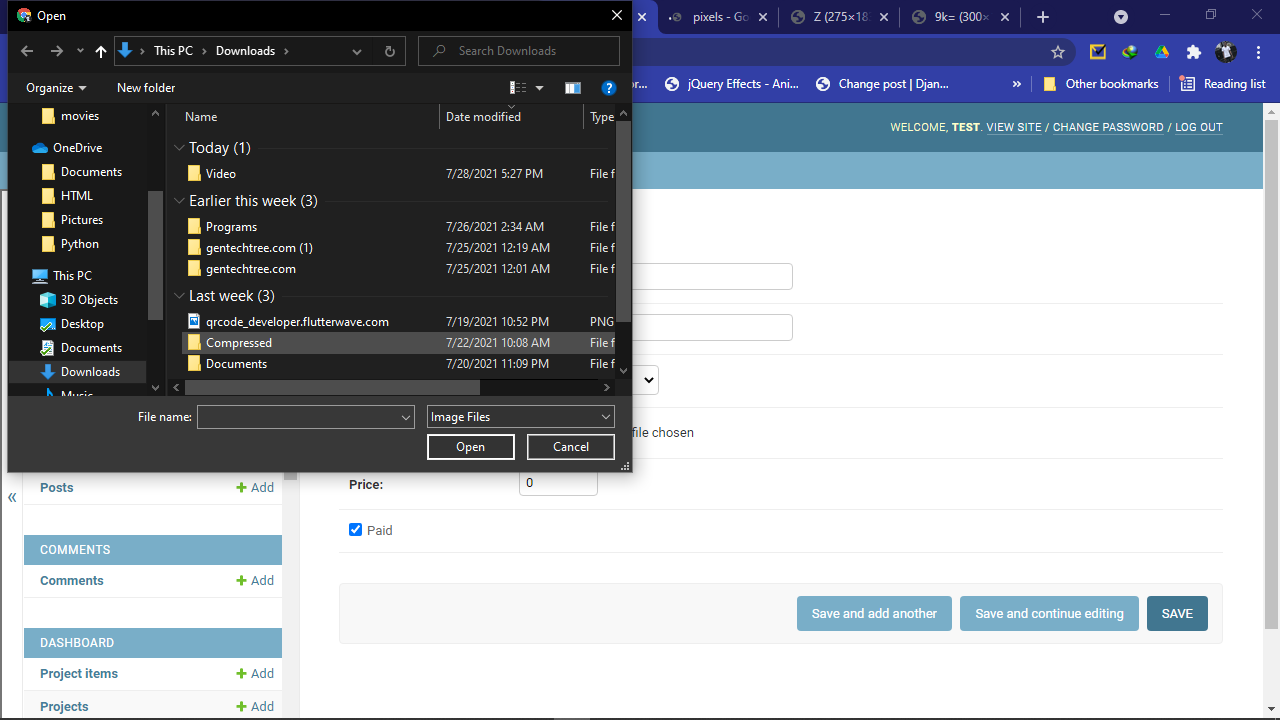 Open
pixels - Go
Z (275×18
9k= (300×
This PC
Downloads
Search Downloads
Organize
New folder
or...
jQuery Effects - Ani...
Change post | Djan...
»
Other bookmarks
Reading list
movies
OneDrive
Documents
HTML
Pictures
Python
This PC
3D Objects
Desktop
Documents
Downloads
Music
Name
Date modified
Type
Today (1)
Video
7/28/2021 5:27 PM
File f
Earlier this week (3)
Programs
7/26/2021 2:34 AM
File f
gentechtree.com (1)
7/25/2021 12:19 AM
File f
gentechtree.com
7/25/2021 12:01 AM
File f
Last week (3)
qrcode_developer.flutterwave.com
7/19/2021 10:52 PM
PNG
Compressed
7/22/2021 10:08 AM
File f
Documents
7/20/2021 11:09 PM
File f
File name:
Image Files
Open
Cancel
WELCOME, TEST. VIEW SITE / CHANGE PASSWORD / LOG OUT
file chosen
«
Posts
+ Add
COMMENTS
Comments
+ Add
DASHBOARD
Project items
+ Add
Projects
+ Add
Price:
0
Paid
Save and add another
Save and continue editing
SAVE